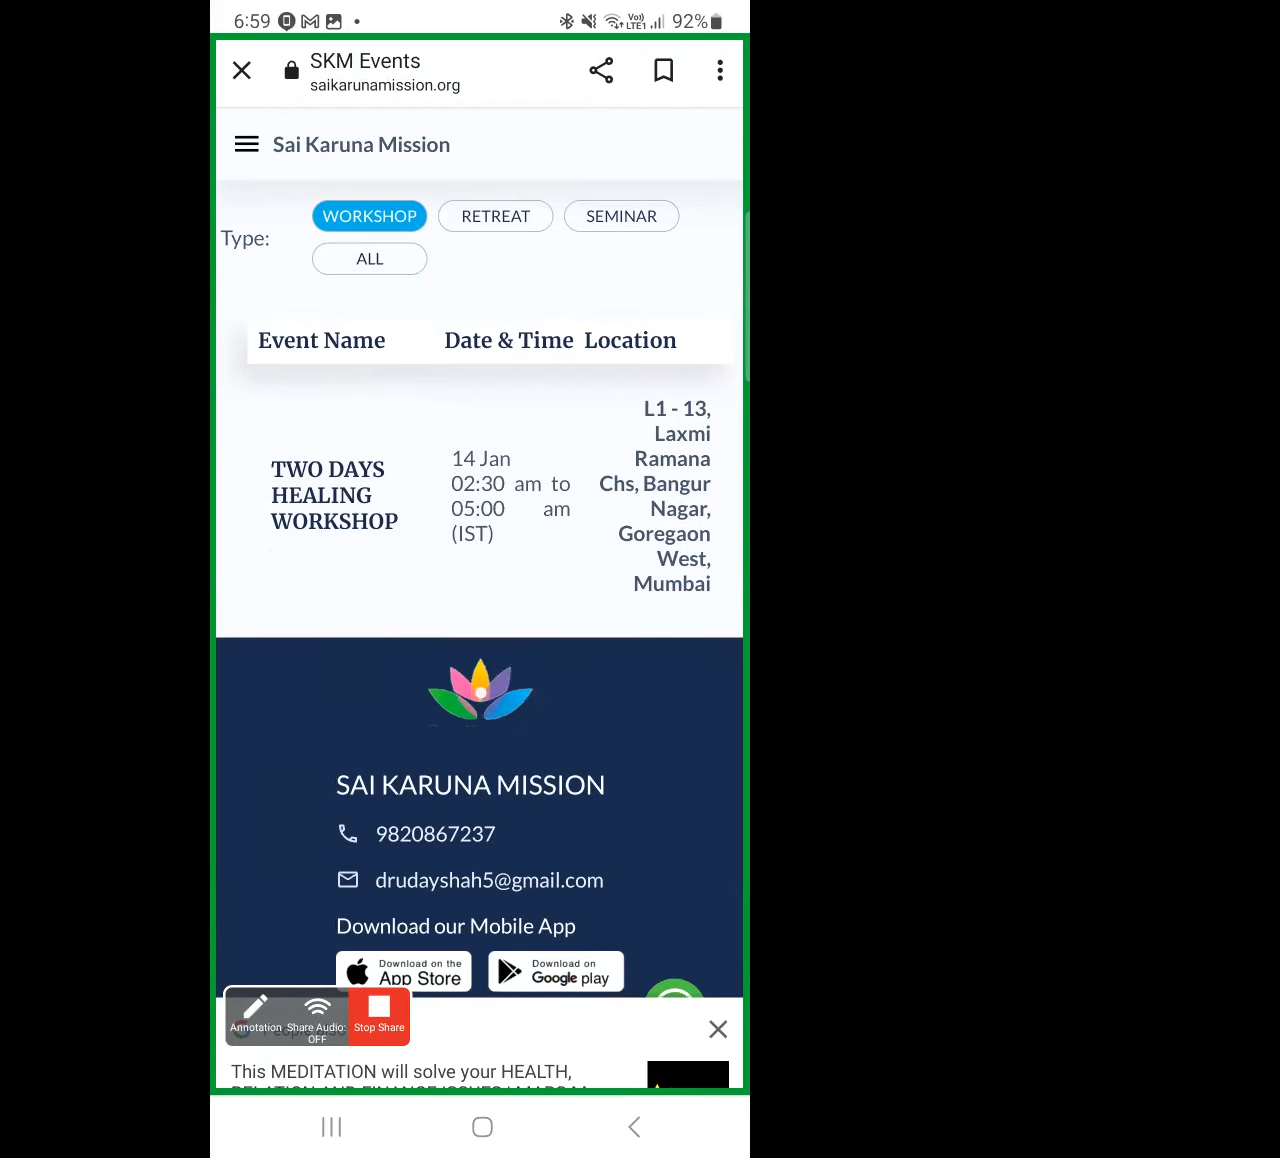 6:59
Vo)) LTE1 92%
SKM Events
saikarunamission.org
Sai Karuna Mission
Type:
WORKSHOP RETREAT SEMINAR
ALL
Event Name Date & Time Location
TWO DAYS
HEALING
WORKSHOP
14 Jan
02:30 am to
05:00 am
(IST)
L1 - 13,
Laxmi
Ramana
Chs, Bangur
Nagar,
Goregaon
West,
Mumbai
SAI KARUNA MISSION
9820867237
drudayshah5@gmail.com
Download our Mobile App
Download on the
App Store
Download on
Google play
Annotation Share Audio: Stop Share
OFF
This MEDITATION will solve your HEALTH,